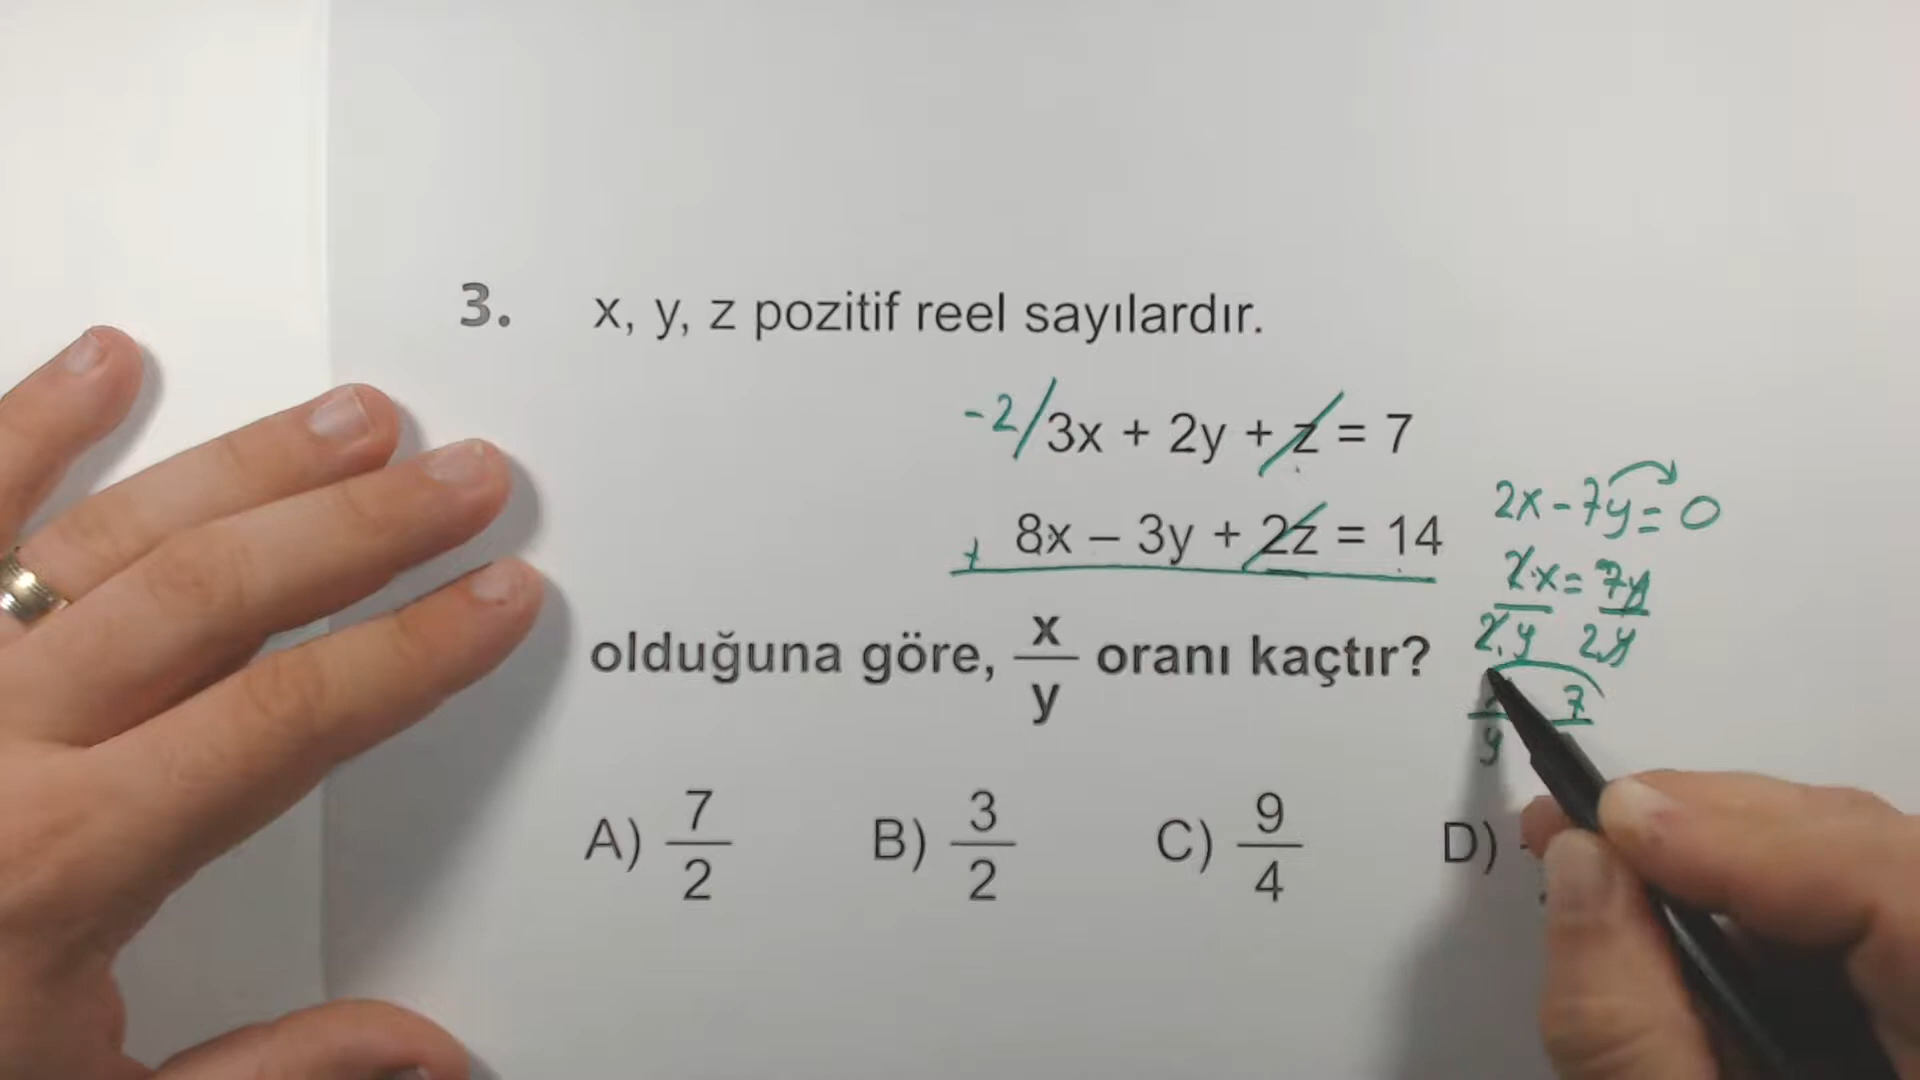 3. x, y, z pozitif reel sayılardır.
-2/ 3x + 2y + z = 7
+ 8x – 3y + 2z = 14
olduğuna göre, x/y oranı kaçtır?
A) 7/2 B) 3/2 C) 9/4 D)
2x - 7y = 0
2.x = 7y
2.y 2y
7
y